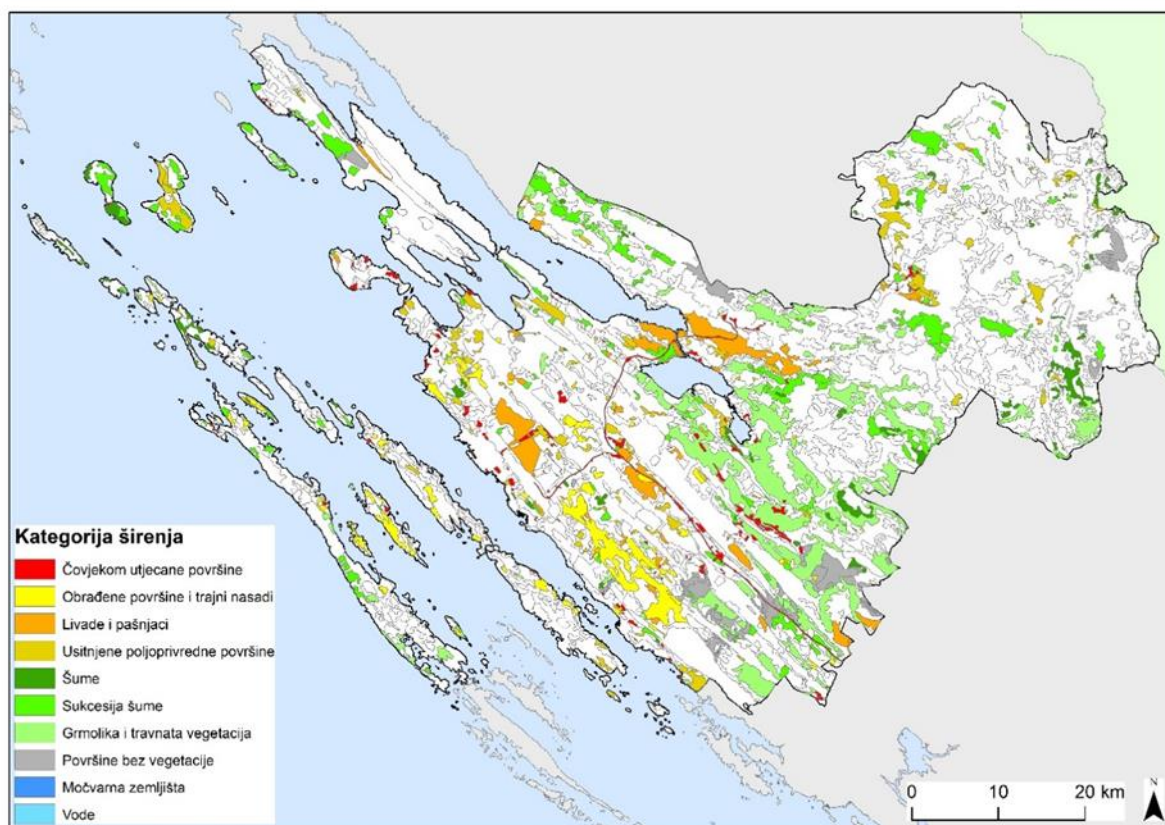 Kategorija širenja
Čovjekom utjecane površine
Obrađene površine i trajni nasadi
Livade i pašnjaci
Usitnjene poljoprivredne površine
Šume
Sukcesija šume
Grmolika i travnata vegetacija
Površine bez vegetacije
Močvarna zemljišta
Vode
N
0 10 20 km